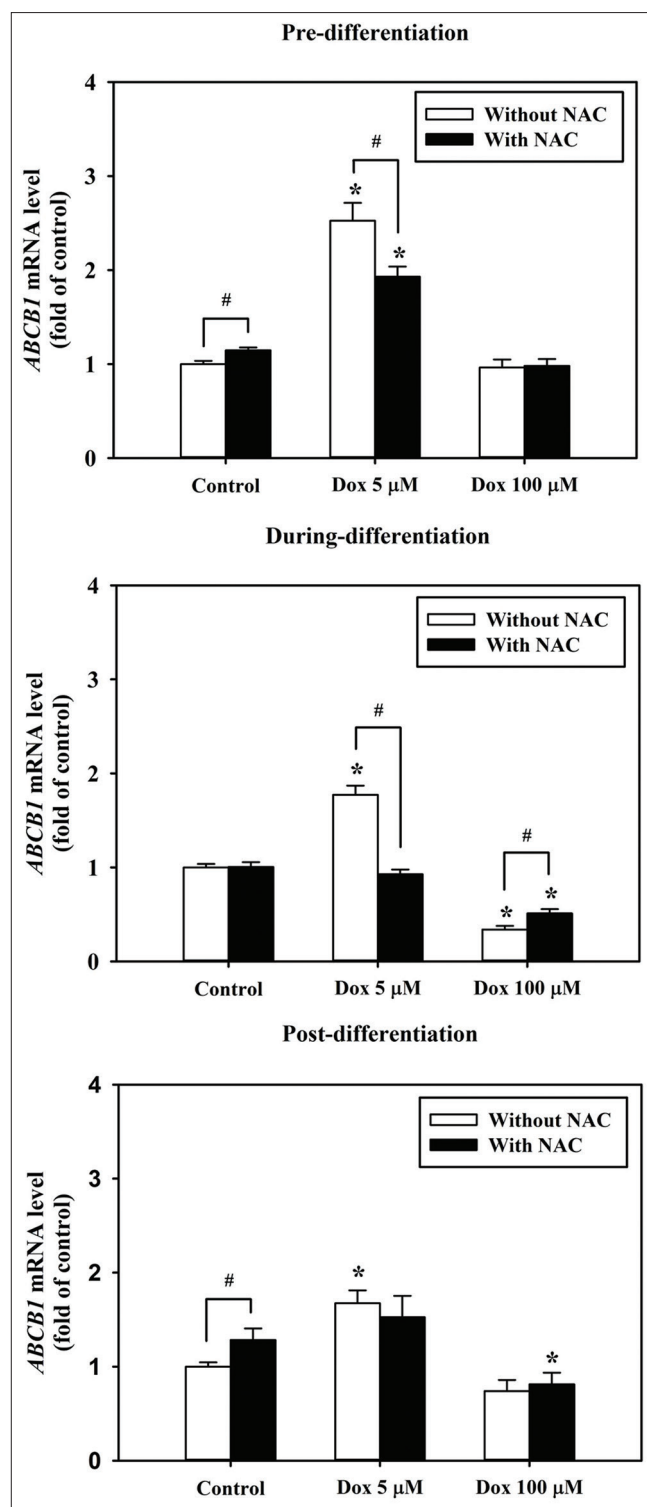 Pre-differentiation
4
Without NAC
With NAC
#
3
*
*
2
#
1
0
ABCB1 mRNA level
(fold of control)
Control
Dox 5 μM
Dox 100 μM
During-differentiation
4
Without NAC
With NAC
3
#
2
*
#
1
*
*
0
ABCB1 mRNA level
(fold of control)
Control
Dox 5 μM
Dox 100 μM
Post-differentiation
4
Without NAC
With NAC
3
2
#
*
1
*
0
ABCB1 mRNA level
(fold of control)
Control
Dox 5 μM
Dox 100 μM